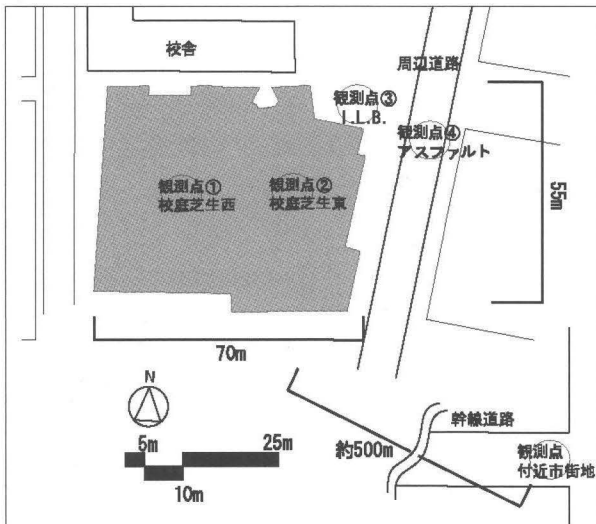 校舎
周辺道路
観測点③
I.L.B.
観測点④
アスファルト
観測点①
校庭芝生西
観測点②
校庭芝生東
55m
70m
N
5m
25m
10m
約500m
幹線道路
観測点
付近市街地